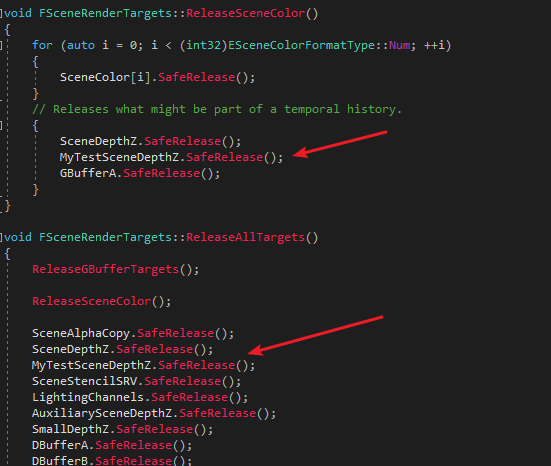 void FSceneRenderTargets::ReleaseSceneColor()
{
for (auto i = 0; i < (int32)ESceneColorFormatType::Num; ++i)
{
SceneColor[i].SafeRelease();
}
// Releases what might be part of a temporal history.
{
SceneDepthZ.SafeRelease();
MyTestSceneDepthZ.SafeRelease();
GBufferA.SafeRelease();
}
}
void FSceneRenderTargets::ReleaseAllTargets()
{
ReleaseGBufferTargets();
ReleaseSceneColor();
SceneAlphaCopy.SafeRelease();
SceneDepthZ.SafeRelease();
MyTestSceneDepthZ.SafeRelease();
SceneStencilSRV.SafeRelease();
LightingChannels.SafeRelease();
AuxiliarySceneDepthZ.SafeRelease();
SmallDepthZ.SafeRelease();
DBufferA.SafeRelease();
DBufferB.SafeRelease();